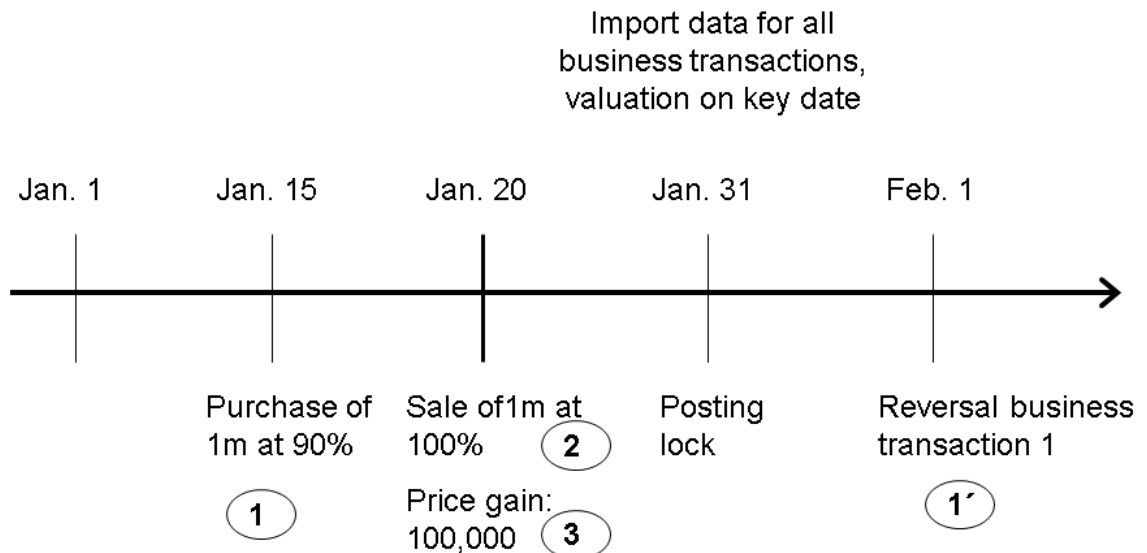 Import data for all
business transactions,
valuation on key date
Jan. 1
Jan. 15
Jan. 20
Jan. 31
Feb. 1
Purchase of
1m at 90%
1
Sale of1m at
100%
2
Price gain:
100,000
3
Posting
lock
Reversal business
transaction 1
1´